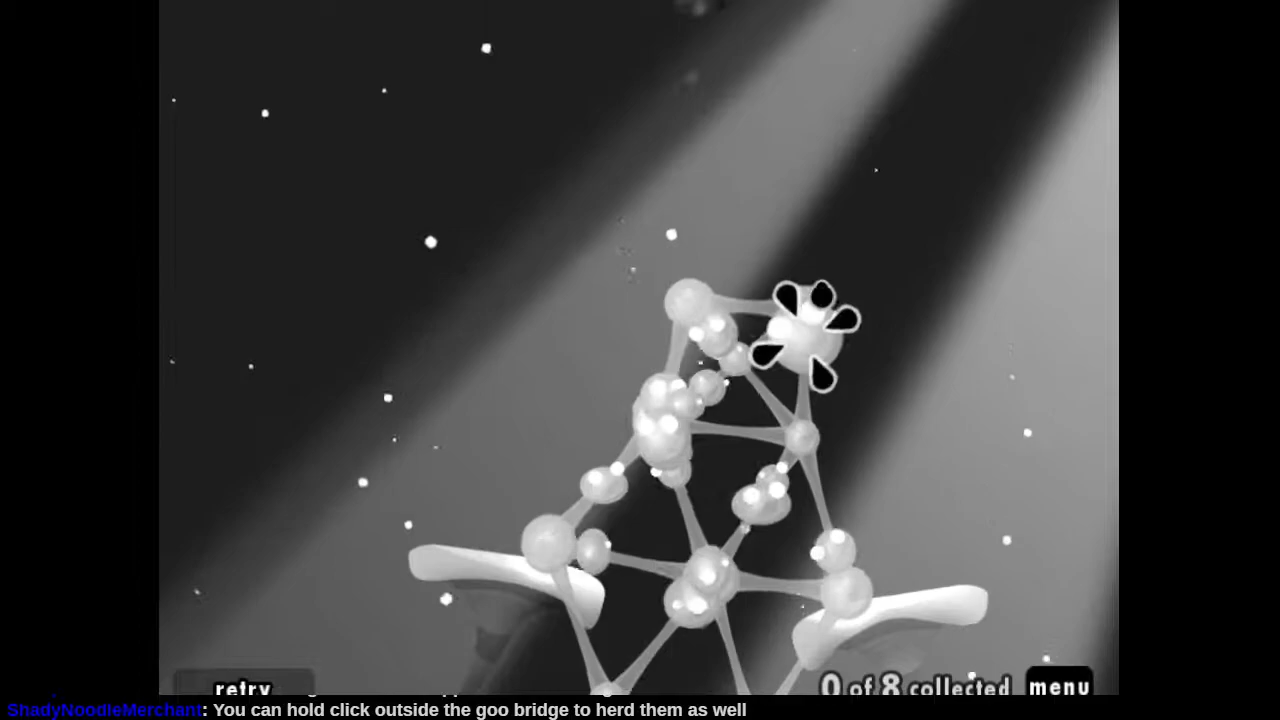 retry
0 of 8 collected
menu
ShadyNoodleMerchant: You can hold click outside the goo bridge to herd them as well